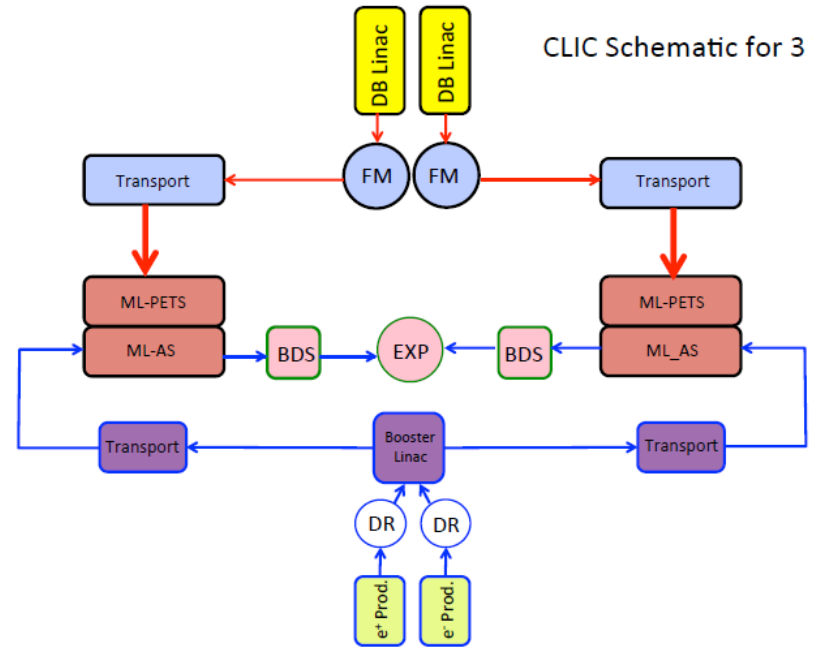 CLIC Schematic for 3
DB Linac
DB Linac
FM
FM
Transport
Transport
ML-PETS
ML-PETS
ML-AS
BDS
EXP
BDS
ML_AS
Transport
Booster
Linac
Transport
DR
DR
e⁺ Prod.
e⁻ Prod.